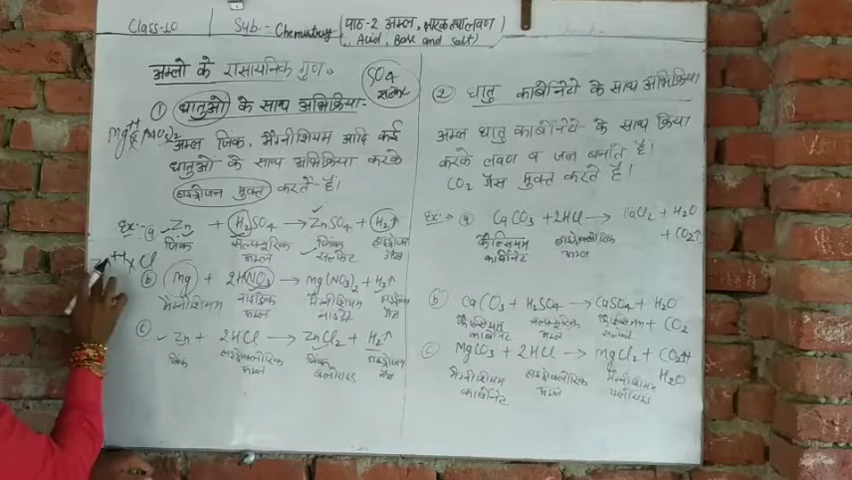 Class-10
Sub:- Chemistry
पाठ-2 अम्ल, क्षारक तथा लवण
(Acid, Base and Salt)
अम्लो के रासायनिक गुण
SO4
① धातुओं के साथ अभिक्रिया-
Mg++
अम्ल जिंक, मैग्नीशियम आदि कई
धातुओं के साथ अभिक्रिया करके
हाइड्रोजन मुक्त करते हैं।
Ex:- ⓐ Zn + H2SO4 → ZnSO4 + H2↑
जिंक सल्फ्यूरिक अम्ल जिंक सल्फेट हाइड्रोजन गैस
++ Cl
ⓑ Mg + 2HNO3 → mg(NO3)2 + H2↑
मैग्नीशियम नाइट्रिक अम्ल मैग्नीशियम नाइट्रेट हाइड्रोजन गैस
ⓒ Zn + 2HCl → ZnCl2 + H2↑
जिंक हाइड्रोक्लोरिक अम्ल जिंक क्लोराइड हाइड्रोजन गैस
② धातु कार्बोनेटो के साथ अभिक्रिया
अम्ल धातु कार्बोनेटो के साथ क्रिया
करके लवण व जल बनाते है।
CO2 गैस मुक्त करते है।
Ex:→ ⓐ CaCO3 + 2HCl → CaCl2 + H2O
+ CO2↑
कैल्सियम कार्बोनेट हाइड्रोक्लोरिक अम्ल
ⓑ CaCO3 + H2SO4 → CaSO4 + H2O
+ CO2
कैल्सियम कार्बोनेट सल्फ्यूरिक अम्ल कैल्सियम सल्फेट
ⓒ MgCO3 + 2HCl → mgCl2 + CO2↑+
H2O
मैग्नीशियम कार्बोनेट हाइड्रोक्लोरिक अम्ल मैग्नीशियम क्लोराइड